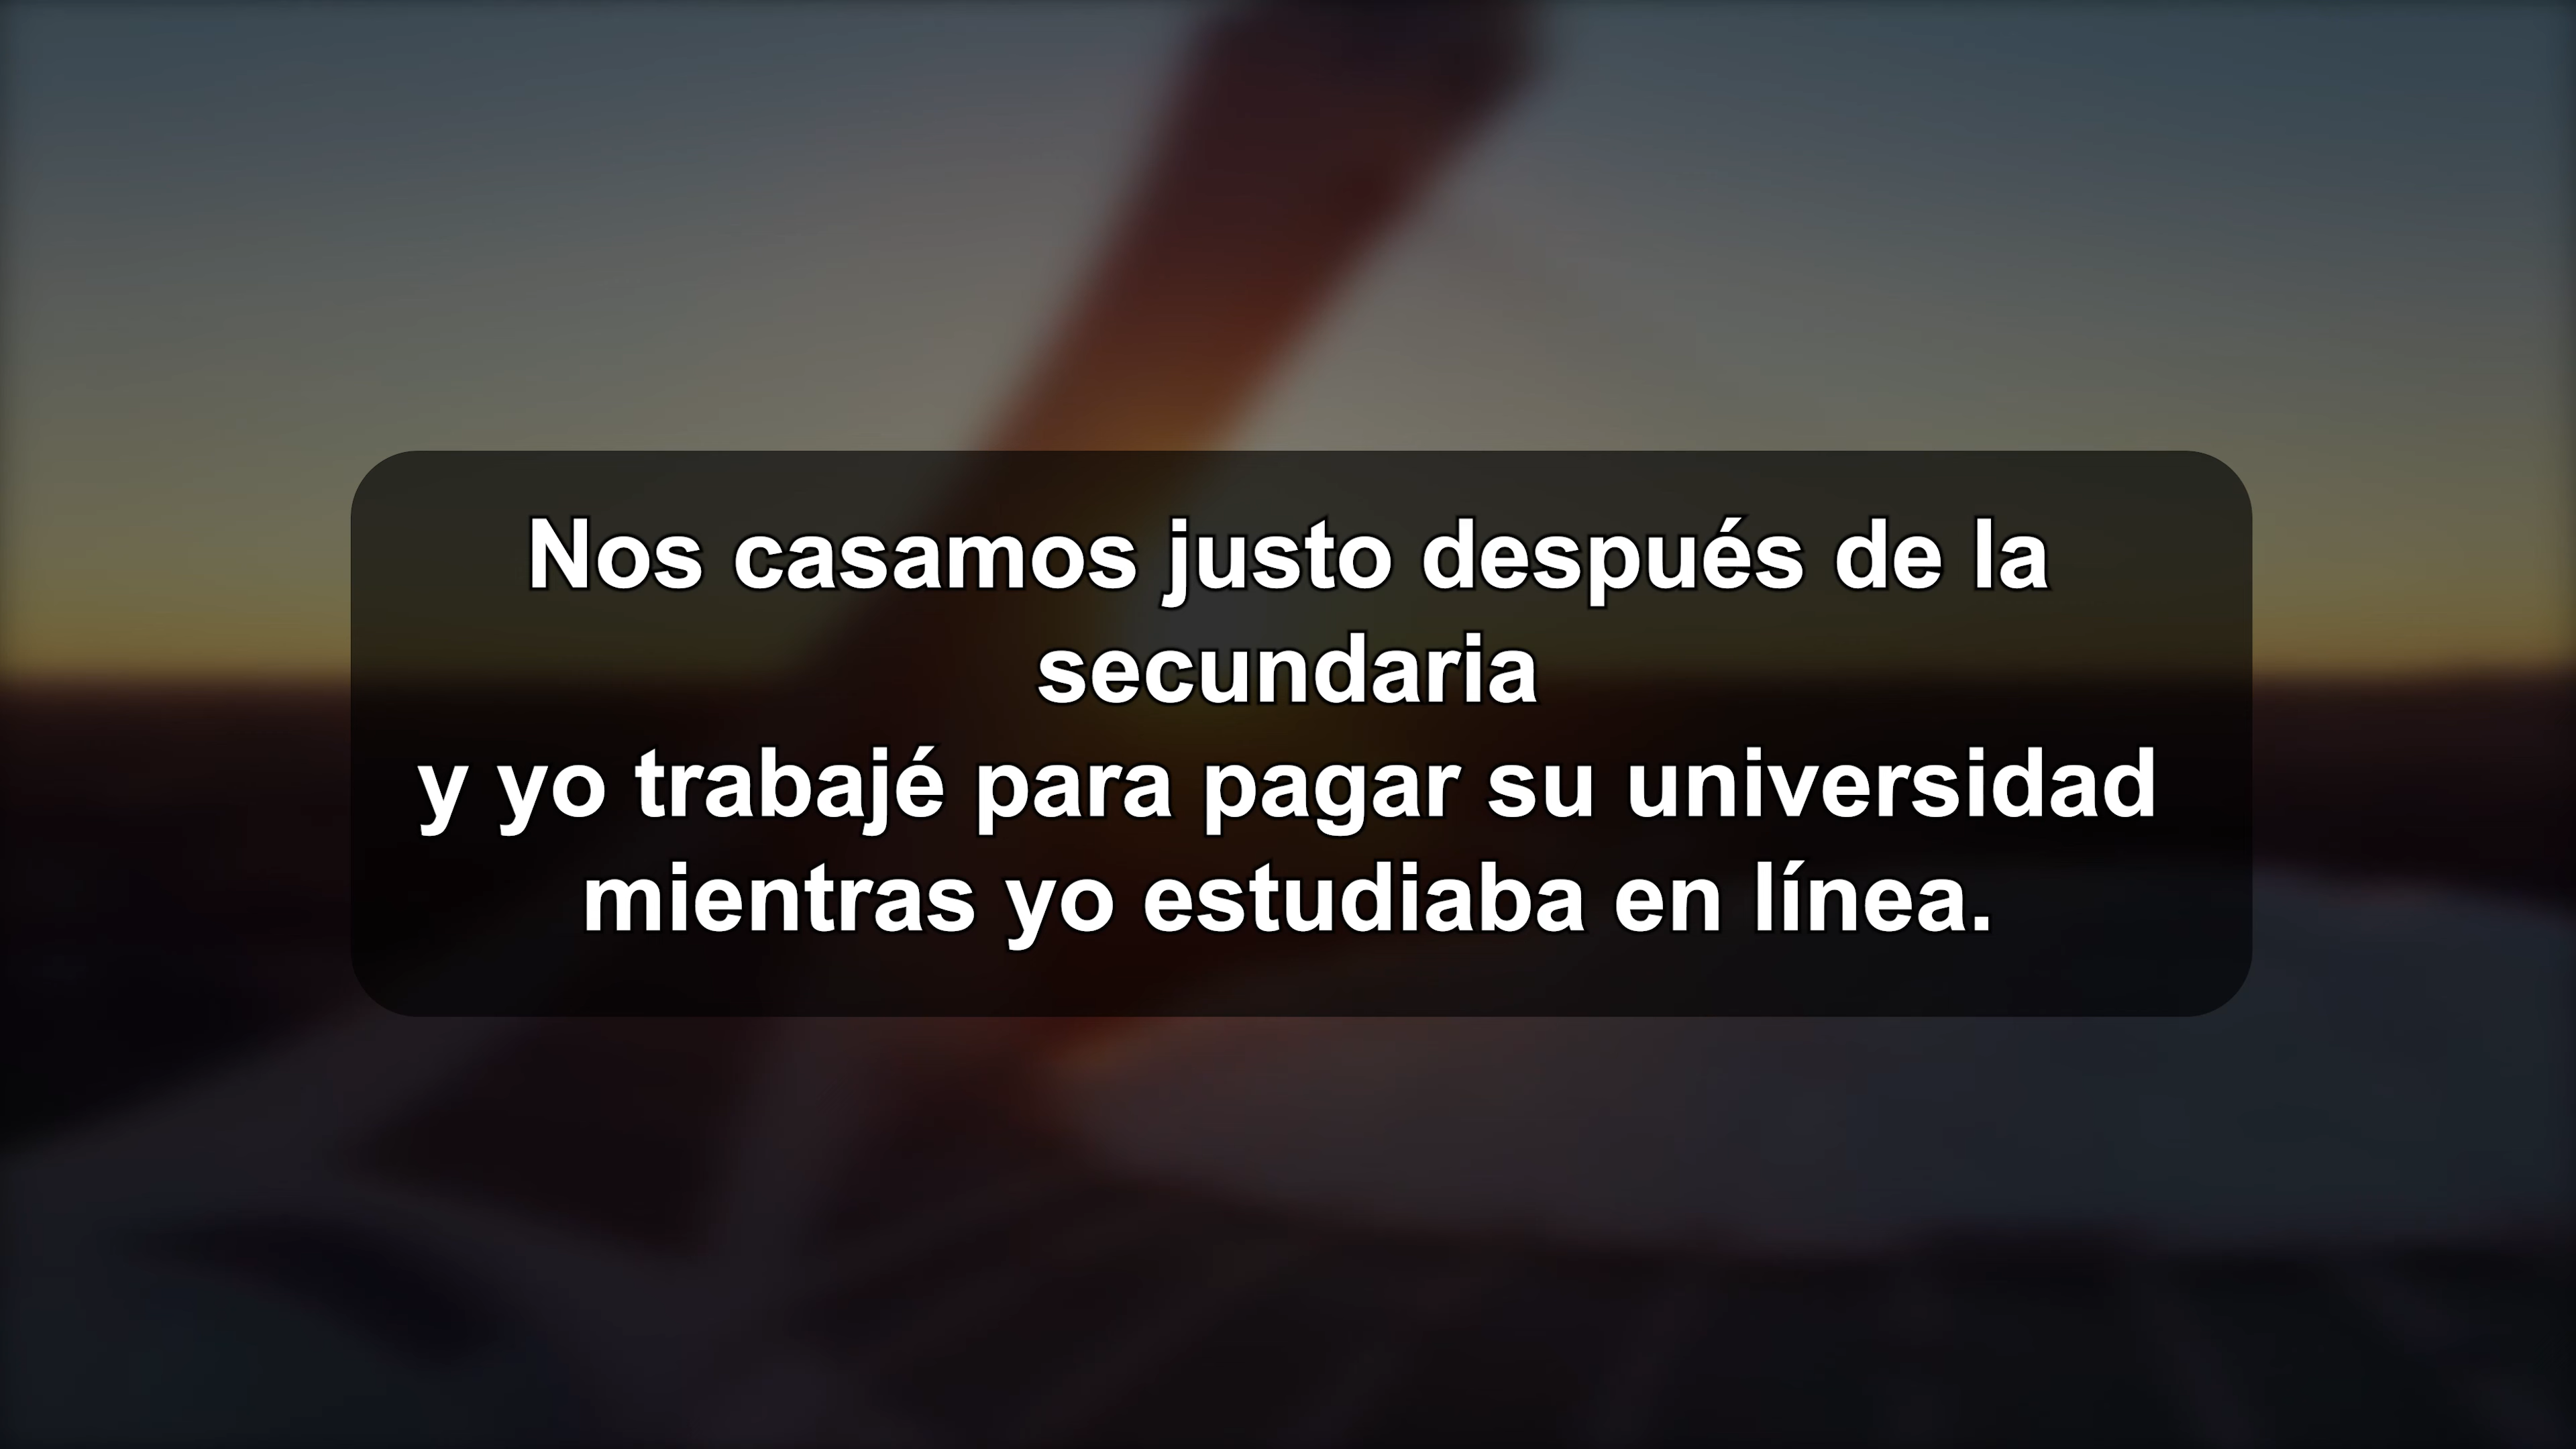 Nos casamos justo después de la
secundaria
y yo trabajé para pagar su universidad
mientras yo estudiaba en línea.